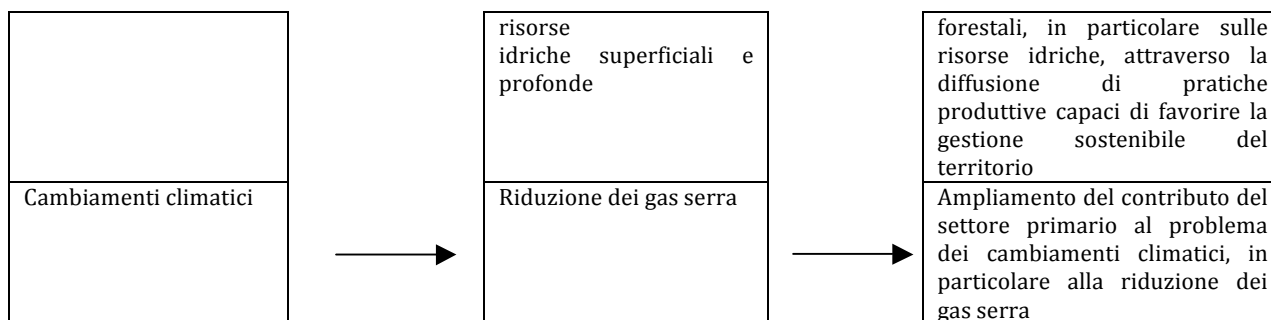 risorse
idriche superficiali e
profonde
forestali, in particolare sulle
risorse idriche, attraverso la
diffusione di pratiche
produttive capaci di favorire la
gestione sostenibile del
territorio
Cambiamenti climatici
Riduzione dei gas serra
Ampliamento del contributo del
settore primario al problema
dei cambiamenti climatici, in
particolare alla riduzione dei
gas serra